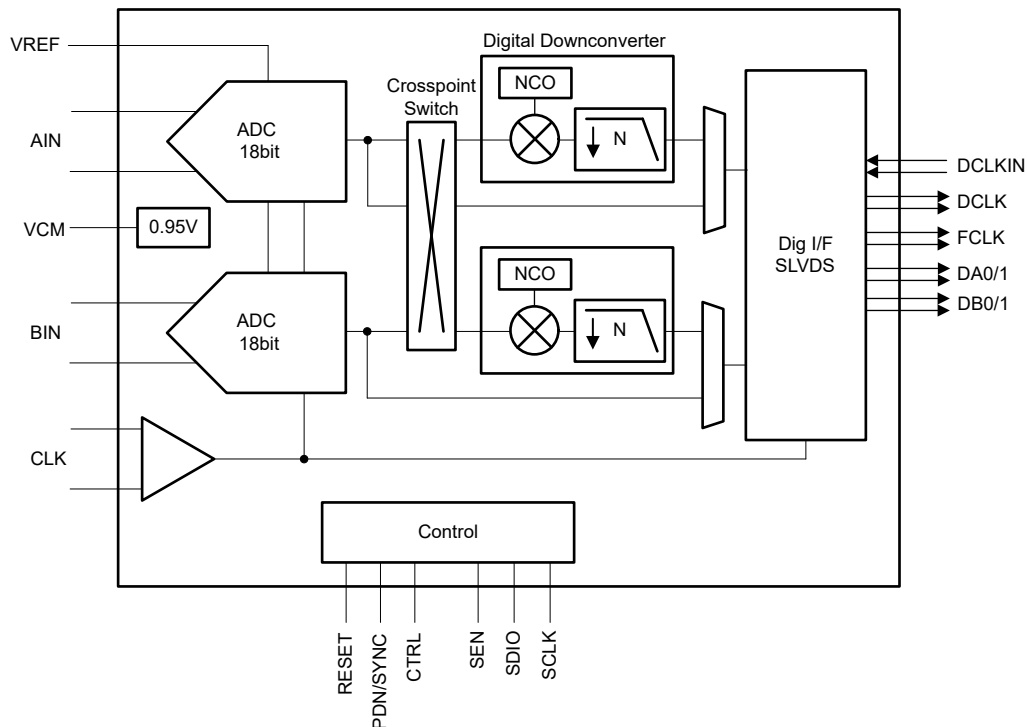 Digital Downconverter
VREF
NCO
Crosspoint
Switch
ADC
18bit
N
AIN
DCLKIN
DCLK
VCM
0.95V
Dig I/F
SLVDS
FCLK
DA0/1
NCO
DB0/1
ADC
18bit
N
BIN
CLK
Control
RESET
PDN/SYNC
CTRL
SEN
SDIO
SCLK